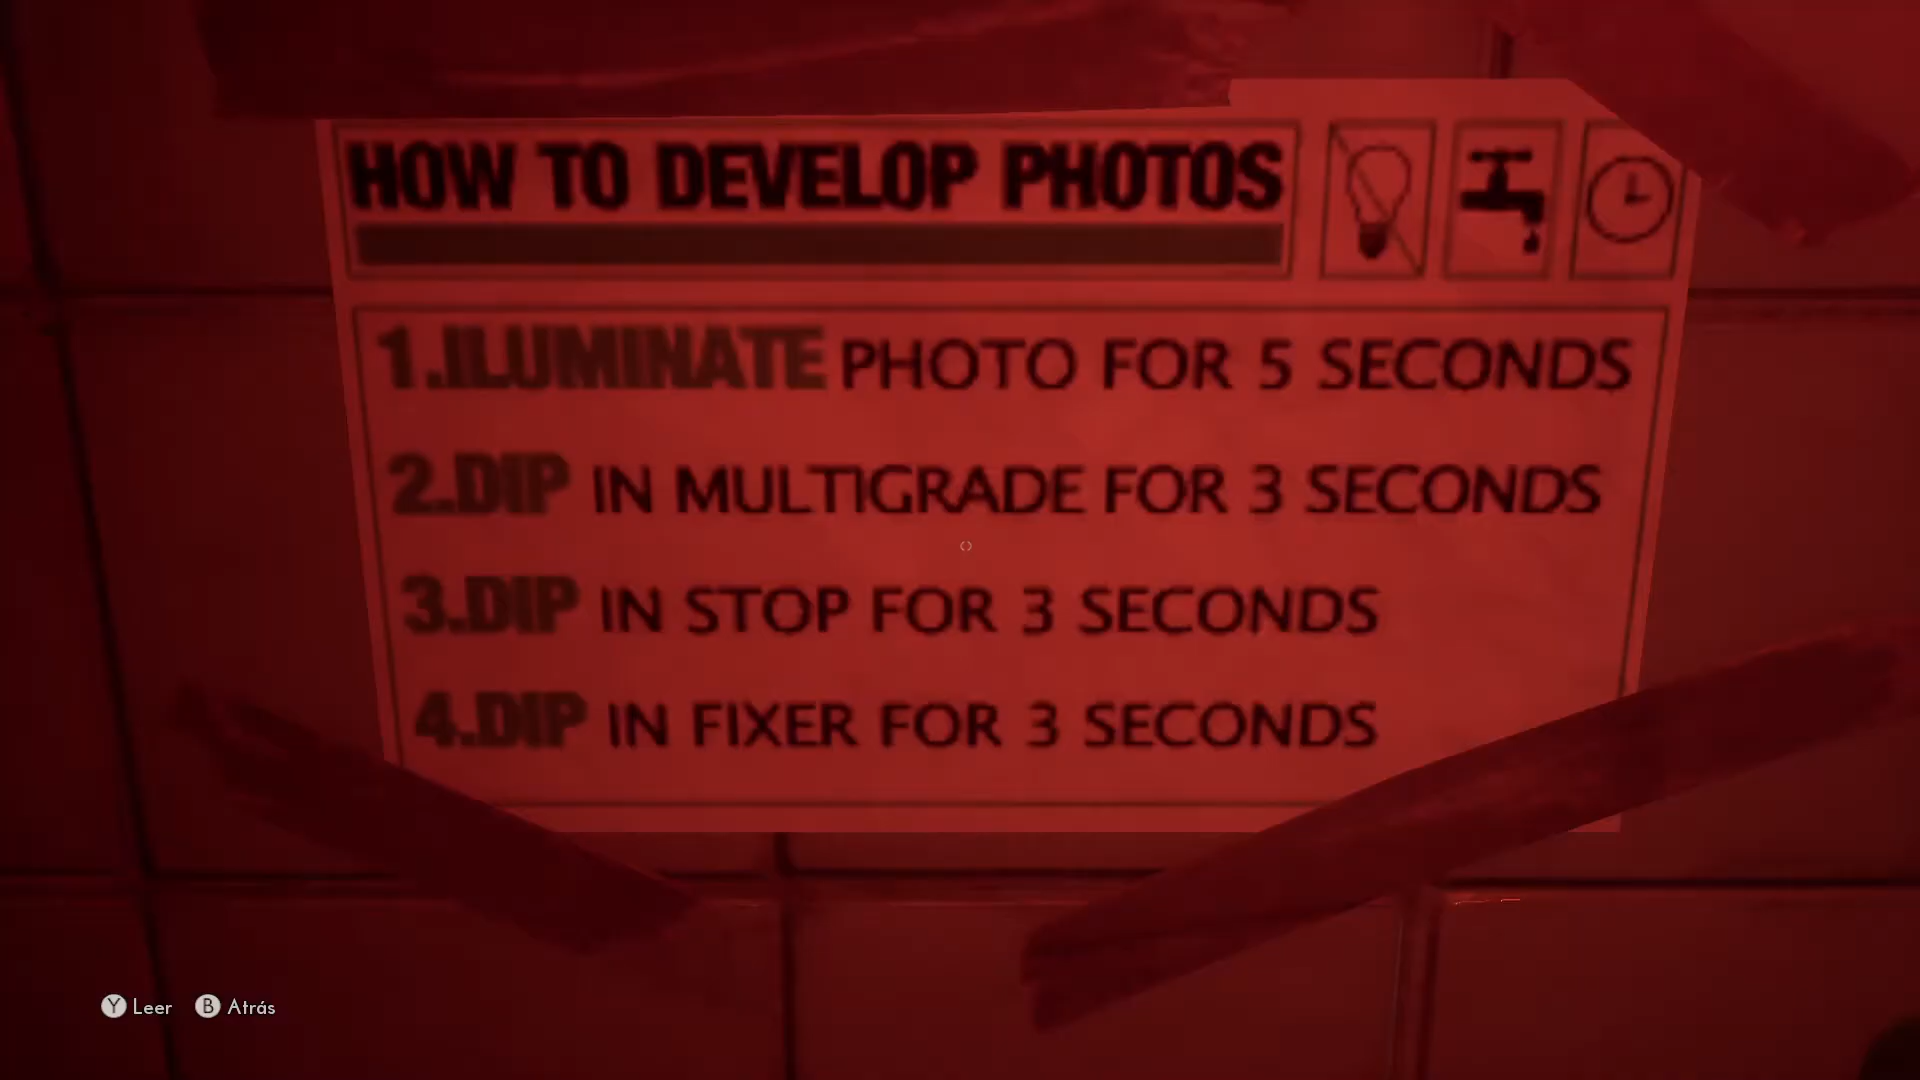 HOW TO DEVELOP PHOTOS
1.ILUMINATE PHOTO FOR 5 SECONDS
2.DIP IN MULTIGRADE FOR 3 SECONDS
3.DIP IN STOP FOR 3 SECONDS
4.DIP IN FIXER FOR 3 SECONDS
Y Leer B Atrás